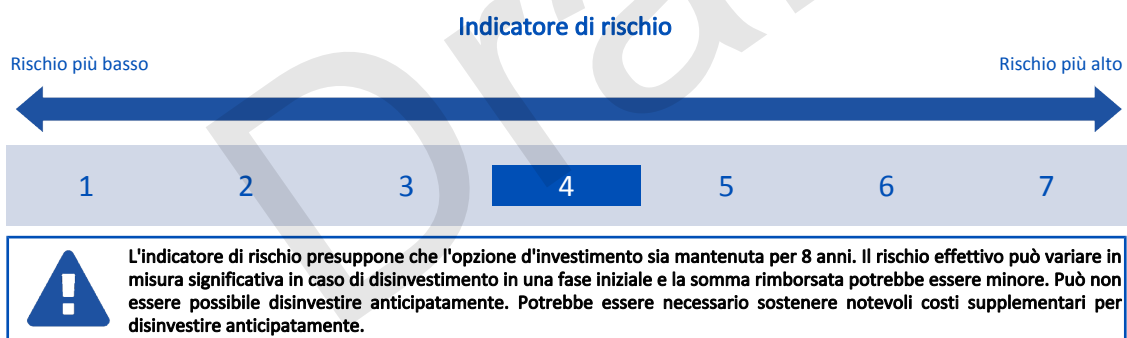 Indicatore di rischio
Rischio più basso
Rischio più alto
1 2 3 4 5 6 7
L'indicatore di rischio presuppone che l'opzione d'investimento sia mantenuta per 8 anni. Il rischio effettivo può variare in
misura significativa in caso di disinvestimento in una fase iniziale e la somma rimborsata potrebbe essere minore. Può non
essere possibile disinvestire anticipatamente. Potrebbe essere necessario sostenere notevoli costi supplementari per
disinvestire anticipatamente.
Dra